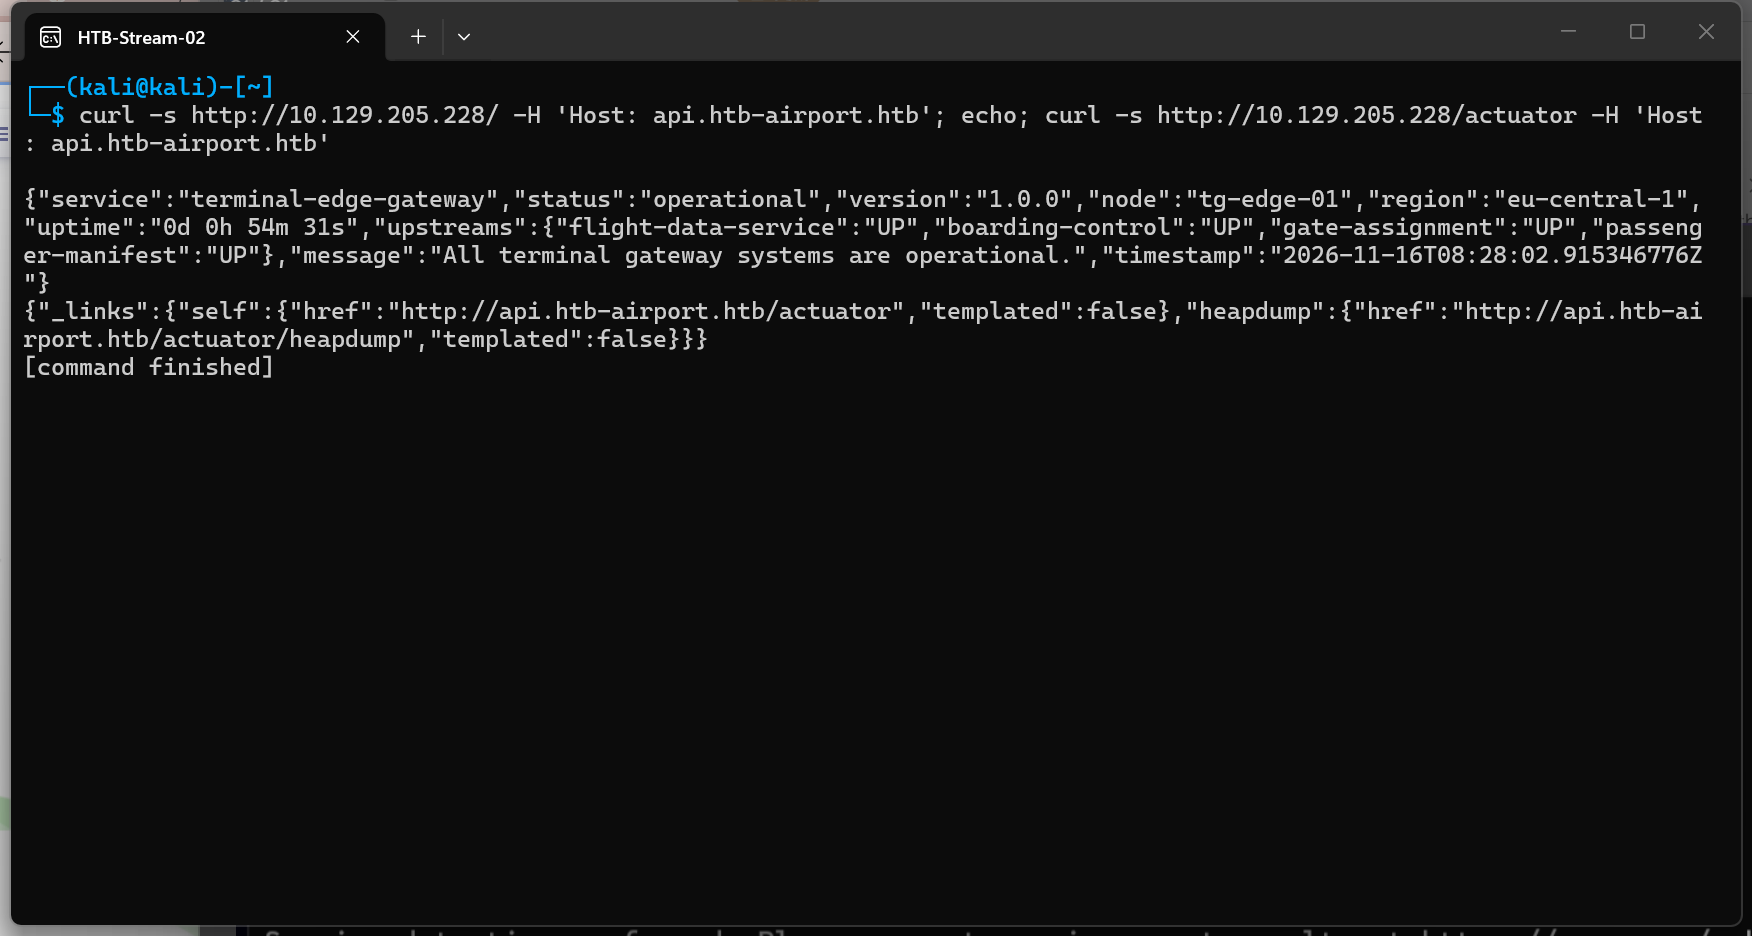 HTB-Stream-02
(kali@kali)-[~]
$ curl -s http://10.129.205.228/ -H 'Host: api.htb-airport.htb'; echo; curl -s http://10.129.205.228/actuator -H 'Host
: api.htb-airport.htb'
{"service":"terminal-edge-gateway","status":"operational","version":"1.0.0","node":"tg-edge-01","region":"eu-central-1",
"uptime":"0d 0h 54m 31s","upstreams":{"flight-data-service":"UP","boarding-control":"UP","gate-assignment":"UP","passeng
er-manifest":"UP"},"message":"All terminal gateway systems are operational.","timestamp":"2026-11-16T08:28:02.915346776Z
"}
{"_links":{"self":{"href":"http://api.htb-airport.htb/actuator","templated":false},"heapdump":{"href":"http://api.htb-ai
rport.htb/actuator/heapdump","templated":false}}}
[command finished]